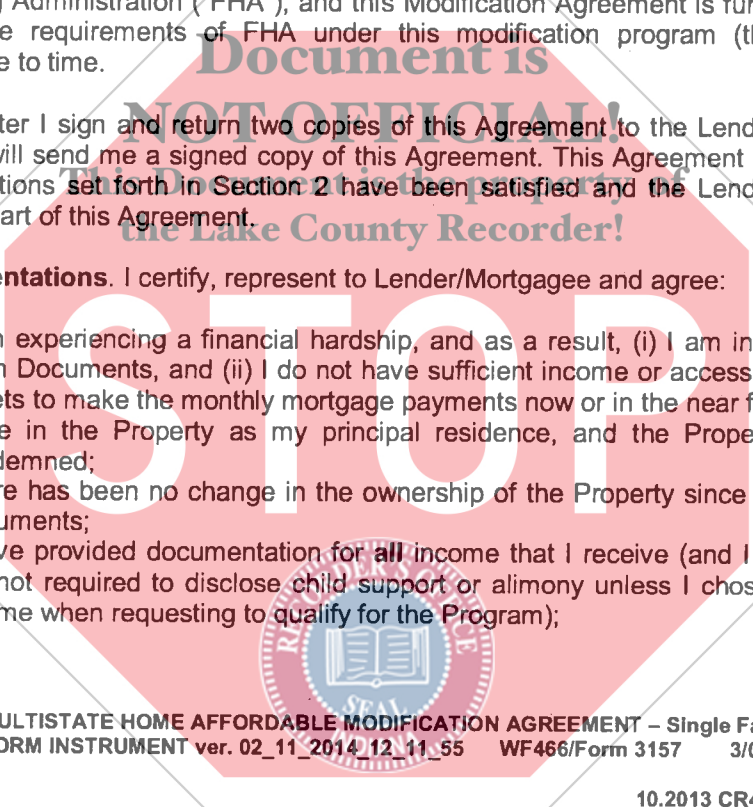 Administration ("FHA"), and this Modification Agreement is
e requirements of FHA under this modification program
e to time.
Document is
NOT OFFICIAL!
This Document is the property of
the Lake County Recorder!
ter I sign and return two copies of this Agreement to the Lend
will send me a signed copy of this Agreement. This Agreement
tions set forth in Section 2 have been satisfied and the Lend
art of this Agreement.
entations. I certify, represent to Lender/Mortgagee and agree:
experiencing a financial hardship, and as a result, (i) I am in
n Documents, and (ii) I do not have sufficient income or access
ets to make the monthly mortgage payments now or in the near f
e in the Property as my principal residence, and the Prope
demned;
re has been no change in the ownership of the Property since
uments;
ve provided documentation for all income that I receive (and I
not required to disclose child support or alimony unless I chos
me when requesting to qualify for the Program);
STOP
RECORDER'S OFFICE
SEAL
INDIANA
ULTISTATE HOME AFFORDABLE MODIFICATION AGREEMENT – Single Fa
ORM INSTRUMENT ver. 02_11_2014_12_11_55 WF466/Form 3157 3/0
10.2013 CR